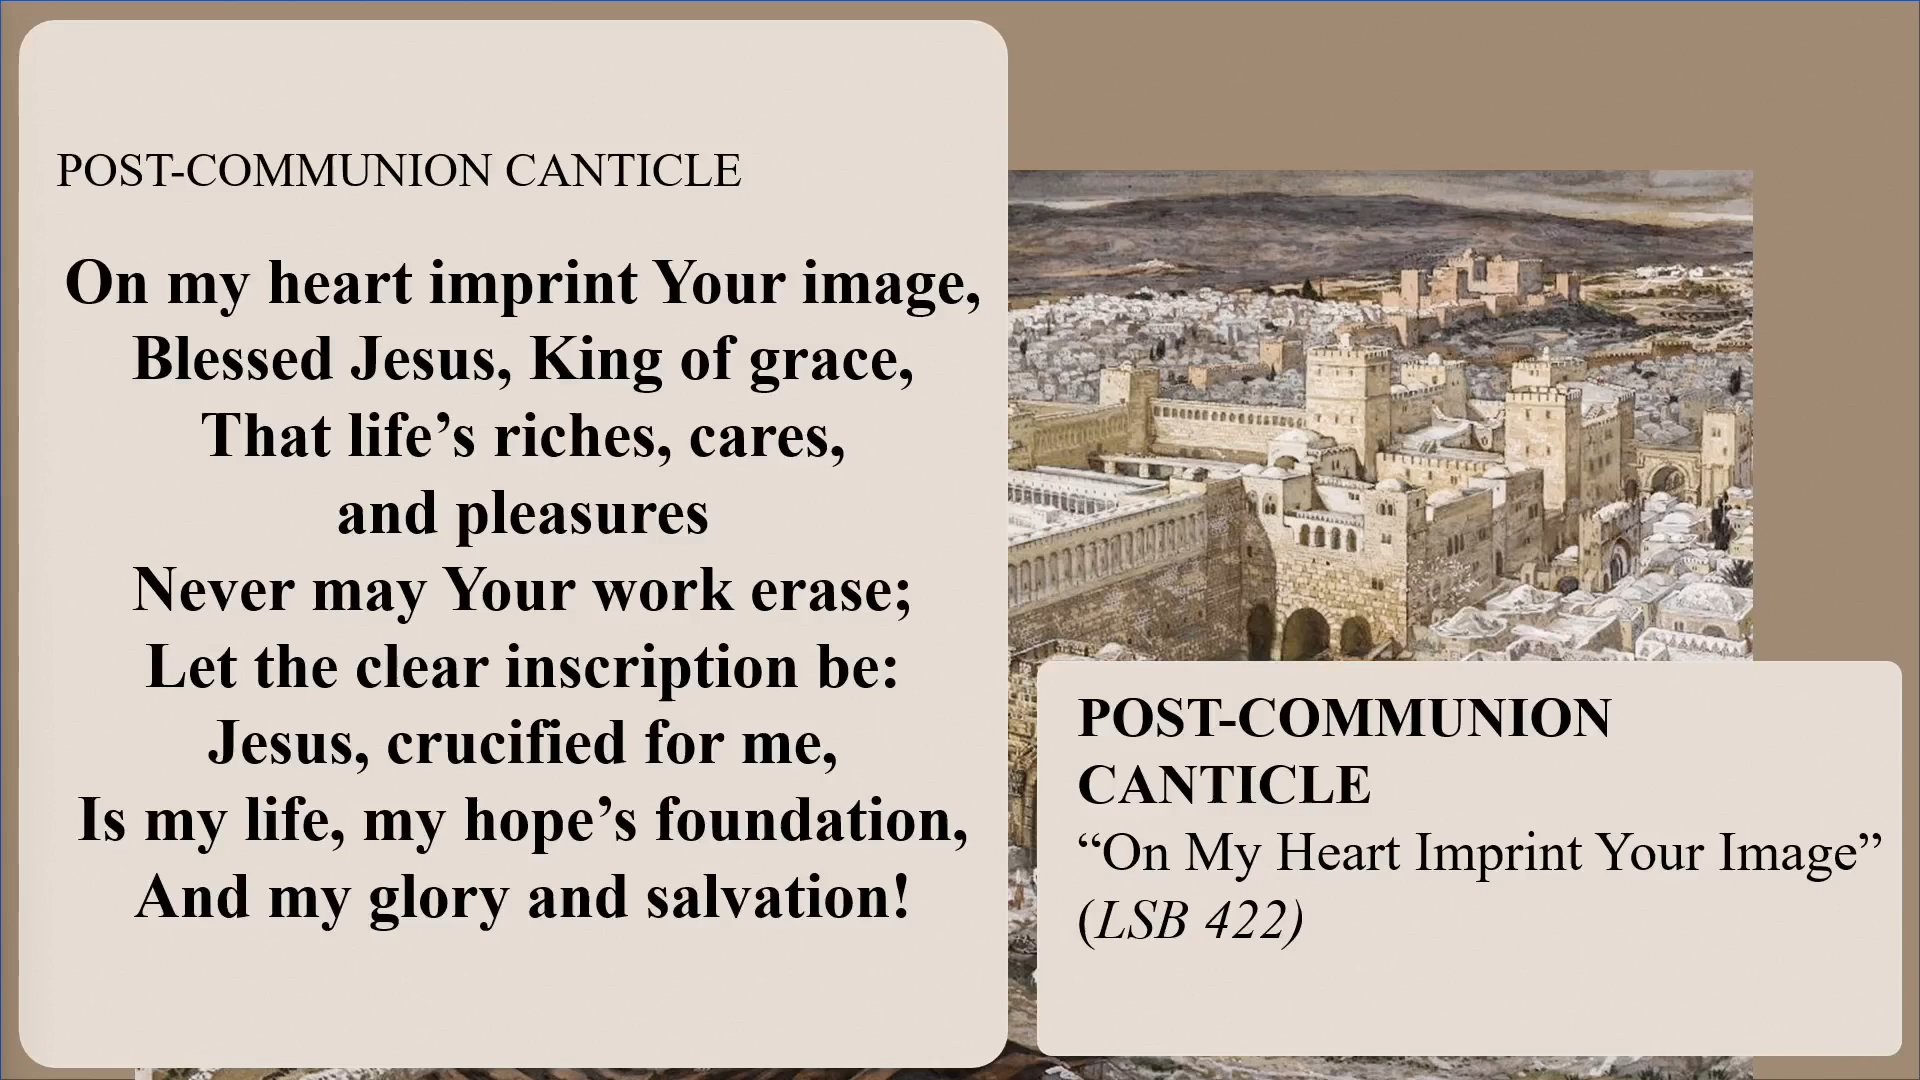 POST-COMMUNION CANTICLE
On my heart imprint Your image,
Blessed Jesus, King of grace,
That life’s riches, cares,
and pleasures
Never may Your work erase;
Let the clear inscription be:
Jesus, crucified for me,
Is my life, my hope’s foundation,
And my glory and salvation!
POST-COMMUNION
CANTICLE
“On My Heart Imprint Your Image”
(LSB 422)